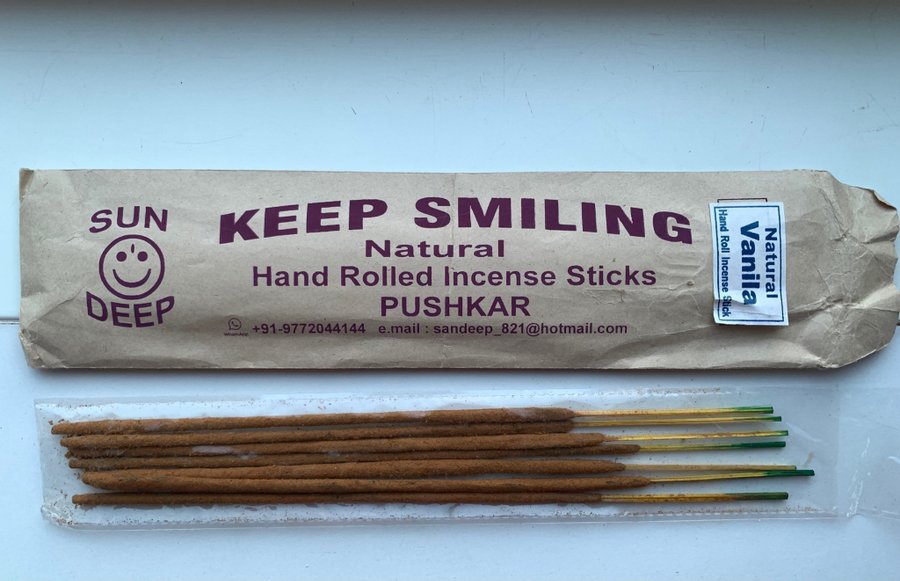 SUN
DEEP
KEEP SMILING
Natural
Hand Rolled Incense Sticks
PUSHKAR
WhatsApp +91-9772044144 e.mail : sandeep_821@hotmail.com
Natural
Vanila
Hand Roll Incense Stick